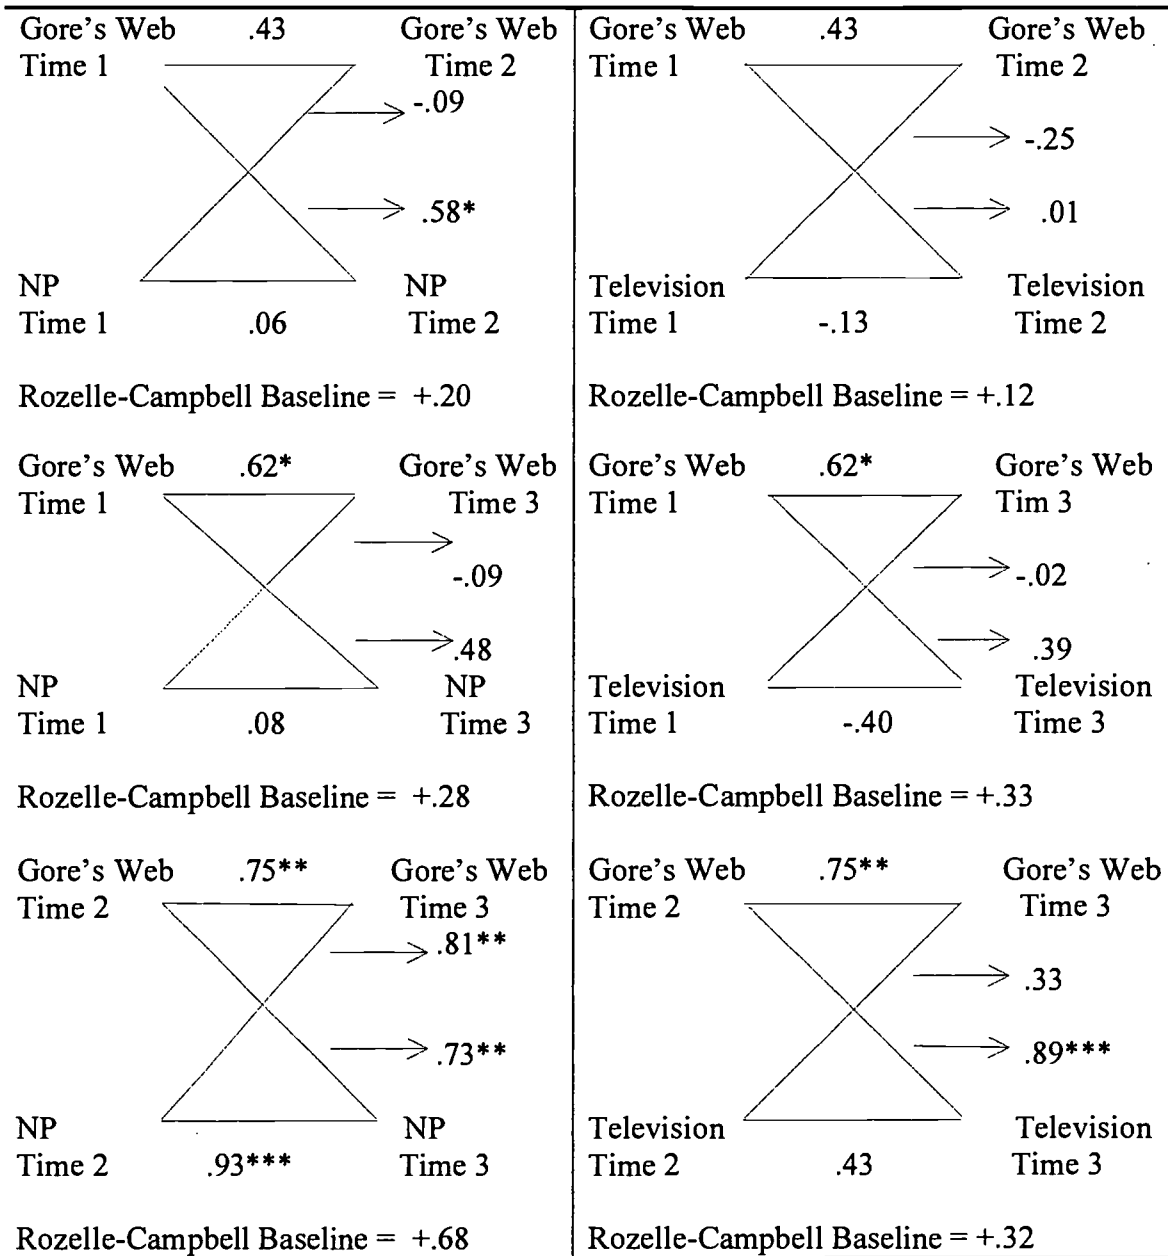 Gore's Web .43 Gore's Web
Time 1 Time 2
-.09
.58*
NP NP
Time 1 .06 Time 2
Rozelle-Campbell Baseline = +.20
Gore's Web .43 Gore's Web
Time 1 Time 2
-.25
.01
Television Television
Time 1 -.13 Time 2
Rozelle-Campbell Baseline = +.12
Gore's Web .62* Gore's Web
Time 1 Time 3
-.09
.48
NP NP
Time 1 .08 Time 3
Rozelle-Campbell Baseline = +.28
Gore's Web .62* Gore's Web
Time 1 Tim 3
-.02
.39
Television Television
Time 1 -.40 Time 3
Rozelle-Campbell Baseline = +.33
Gore's Web .75** Gore's Web
Time 2 Time 3
.81**
.73**
NP NP
Time 2 .93*** Time 3
Rozelle-Campbell Baseline = +.68
Gore's Web .75** Gore's Web
Time 2 Time 3
.33
.89***
Television Television
Time 2 .43 Time 3
Rozelle-Campbell Baseline = +.32